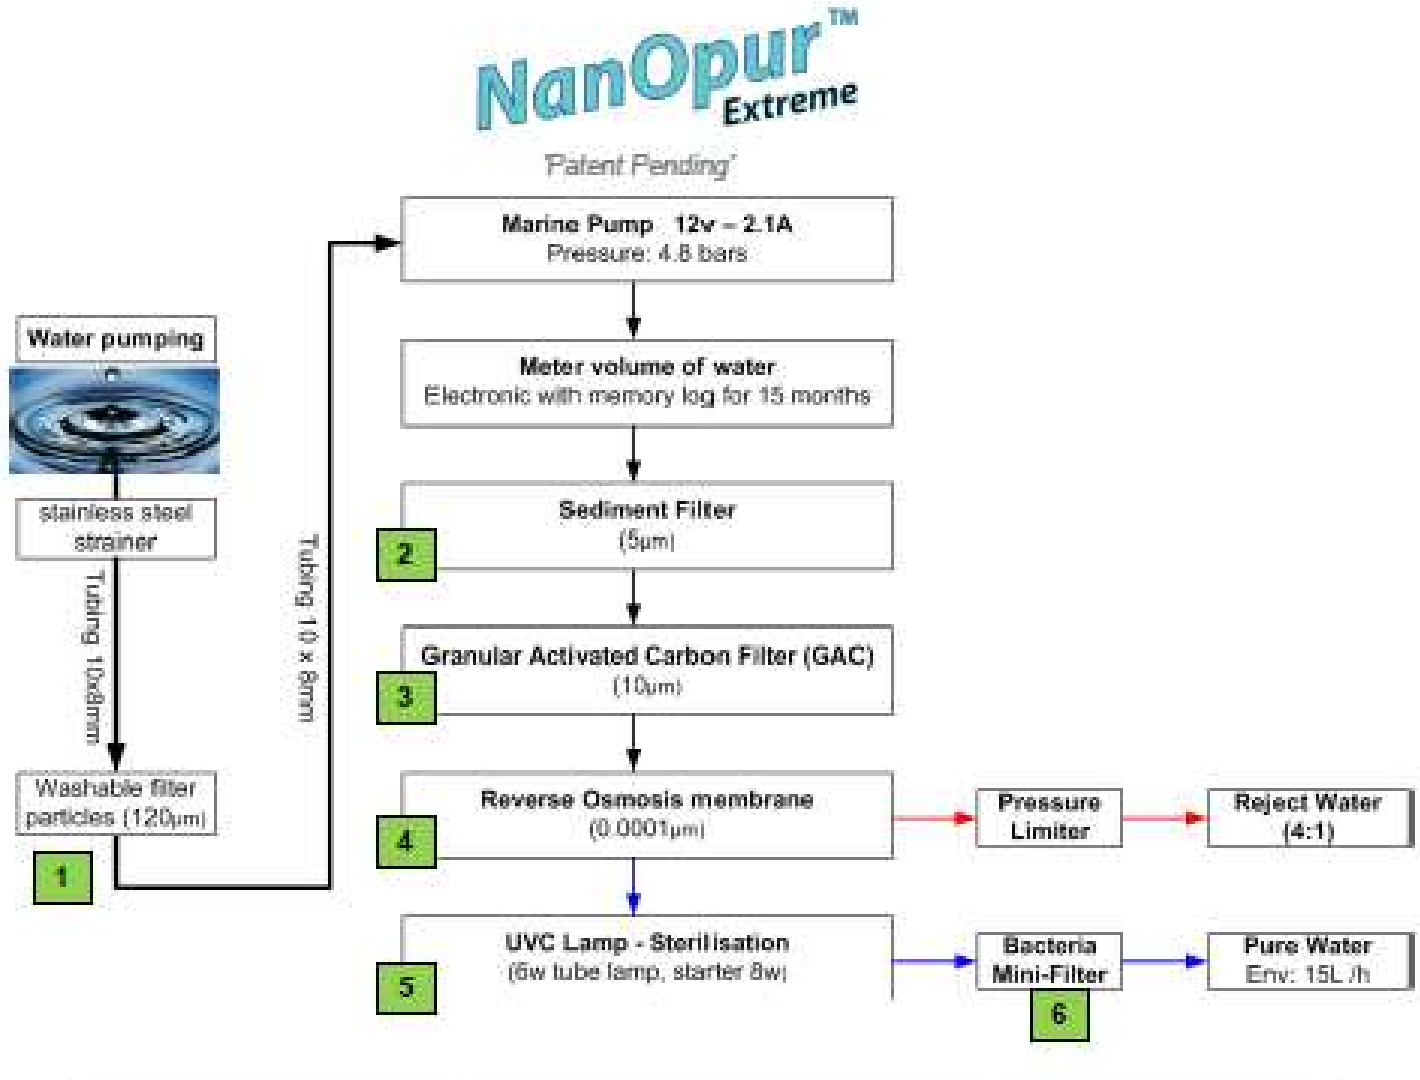 NanOpur™
Extreme
"Patent Pending"
Marine Pump 12v – 2.1A
Pressure: 4.8 bars
Water pumping
Meter volume of water
Electronic with memory log for 15 months
stainless steel
strainer
Sediment Filter
(5µm)
2
Tubing 10x8mm
Tubing 10 x 8mm
Granular Activated Carbon Filter (GAC)
(10µm)
3
Washable filter
particles (120µm)
1
Reverse Osmosis membrane
(0.0001µm)
4
Pressure
Limiter
Reject Water
(4:1)
UVC Lamp - Sterilisation
(6w tube lamp, starter 8w)
5
Bacteria
Mini-Filter
6
Pure Water
Env: 15L /h